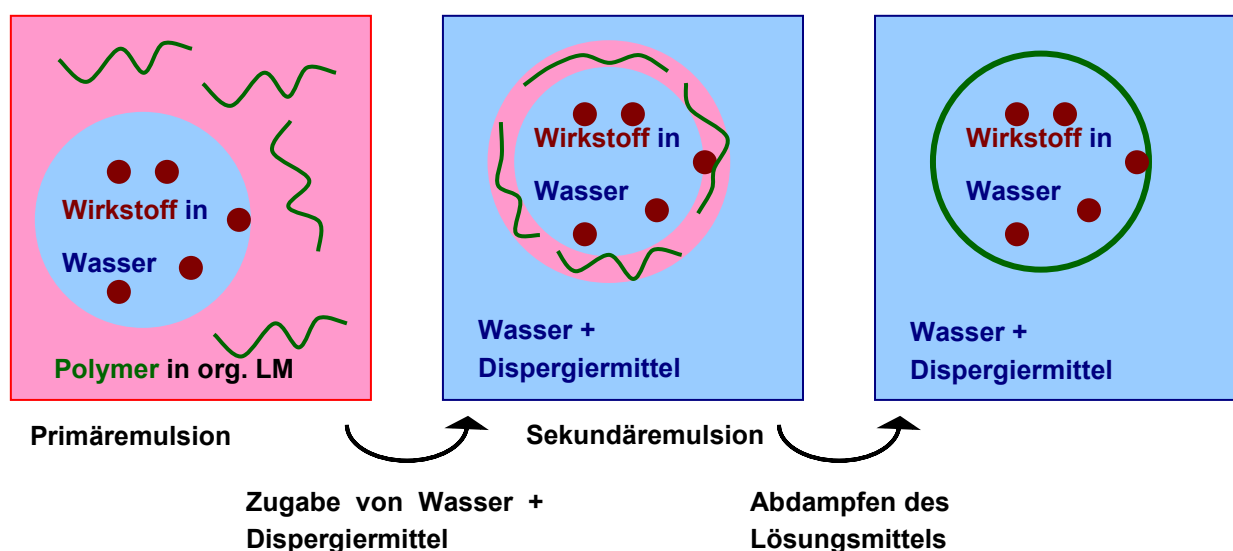 Wirkstoff in
Wasser
Polymer in org. LM
Wirkstoff in
Wasser
Wasser +
Dispergiermittel
Wirkstoff in
Wasser
Wasser +
Dispergiermittel
Primäremulsion
Sekundäremulsion
Zugabe von Wasser +
Dispergiermittel
Abdampfen des
Lösungsmittels